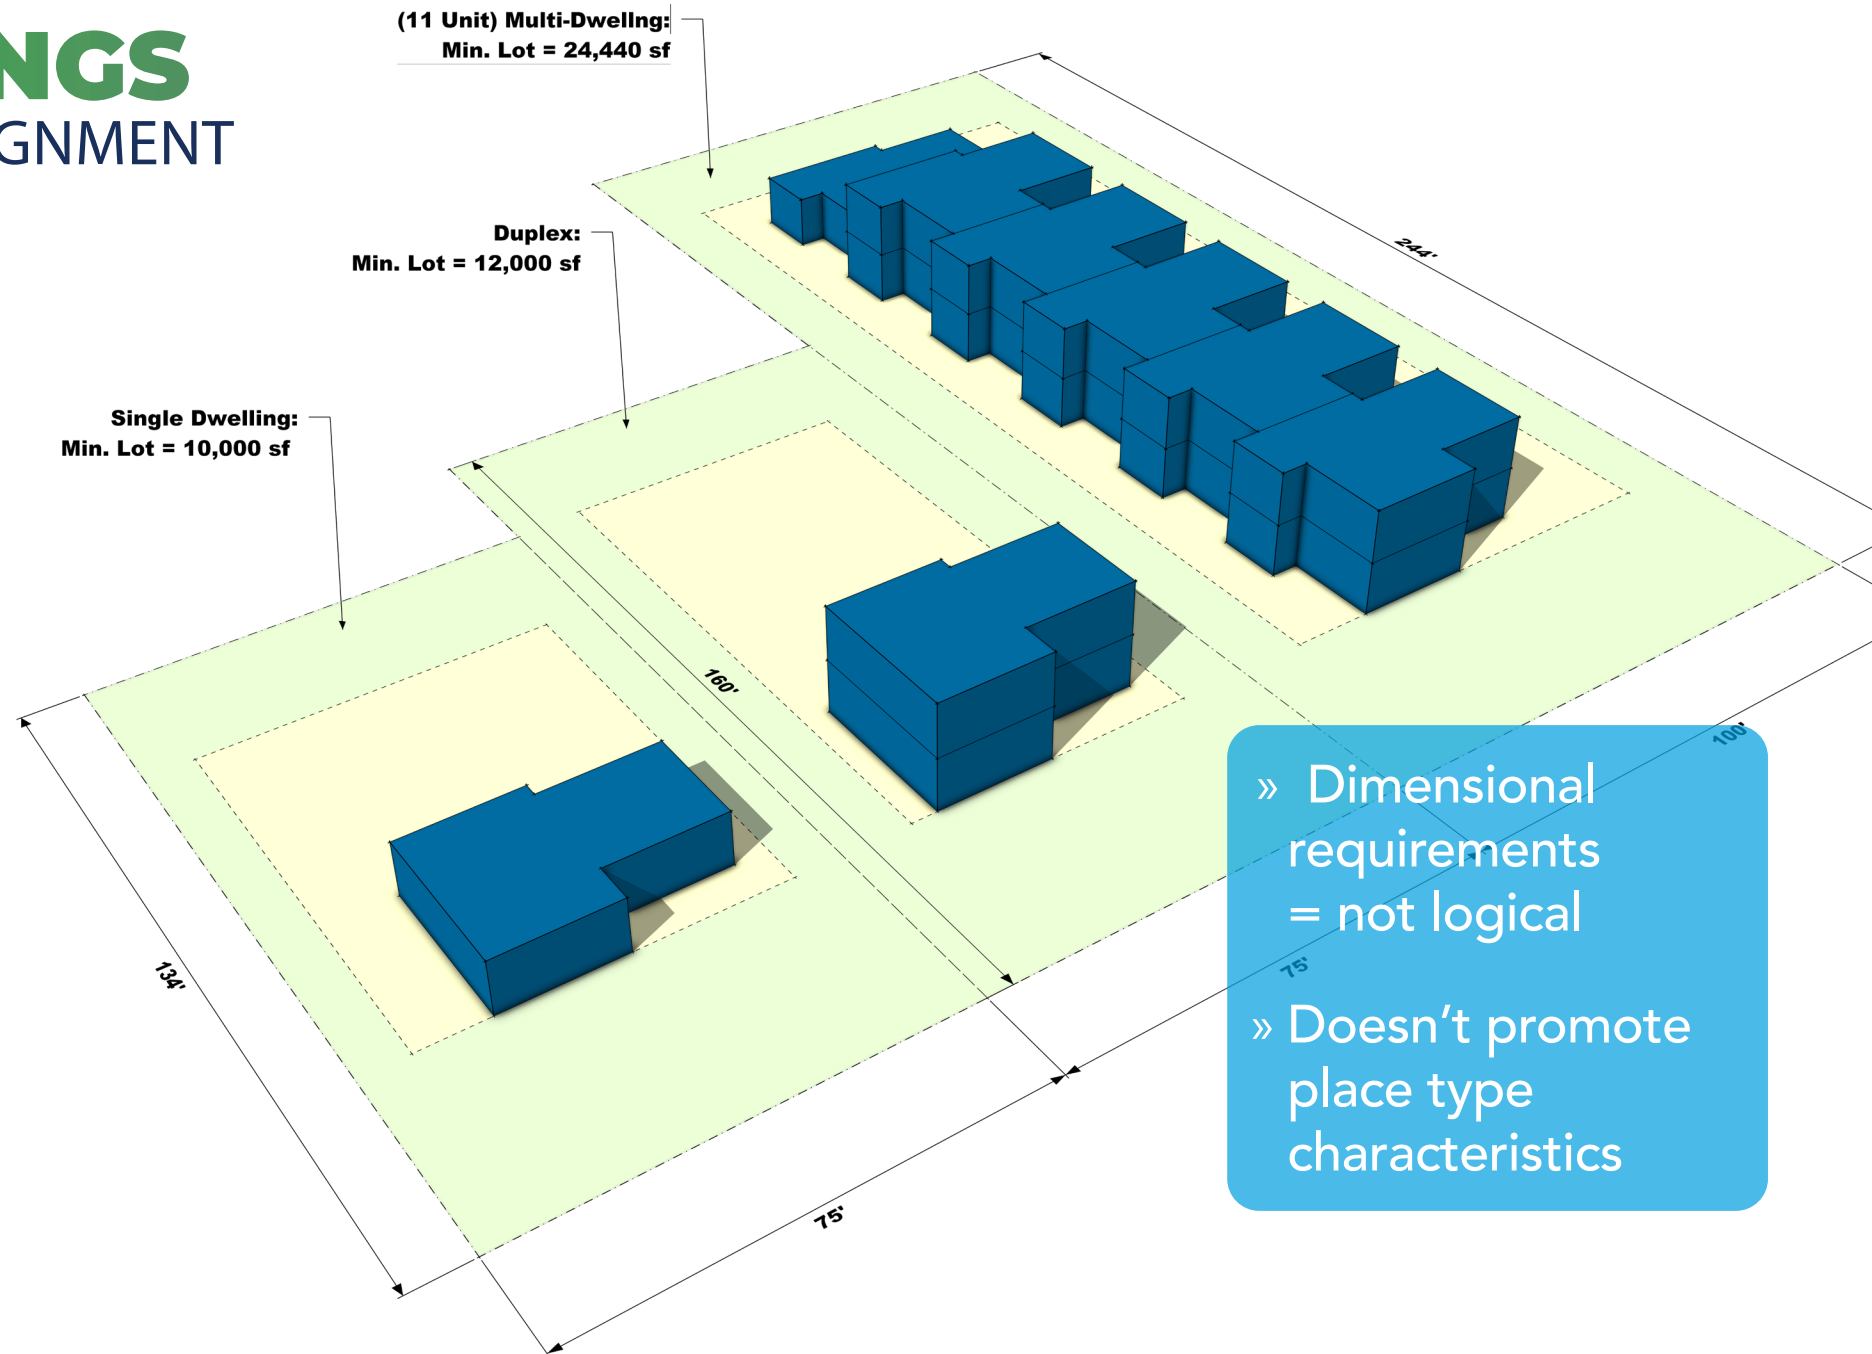 NGS
GNMENT
(11 Unit) Multi-Dwellng:
Min. Lot = 24,440 sf
Duplex:
Min. Lot = 12,000 sf
Single Dwelling:
Min. Lot = 10,000 sf
244'
160'
134'
100'
75'
75'
» Dimensional
requirements
= not logical
» Doesn’t promote
place type
characteristics